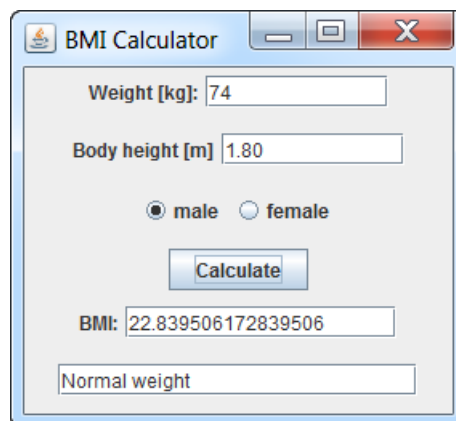 BMI Calculator
Weight [kg]: 74
Body height [m] 1.80
male female
Calculate
BMI: 22.839506172839506
Normal weight